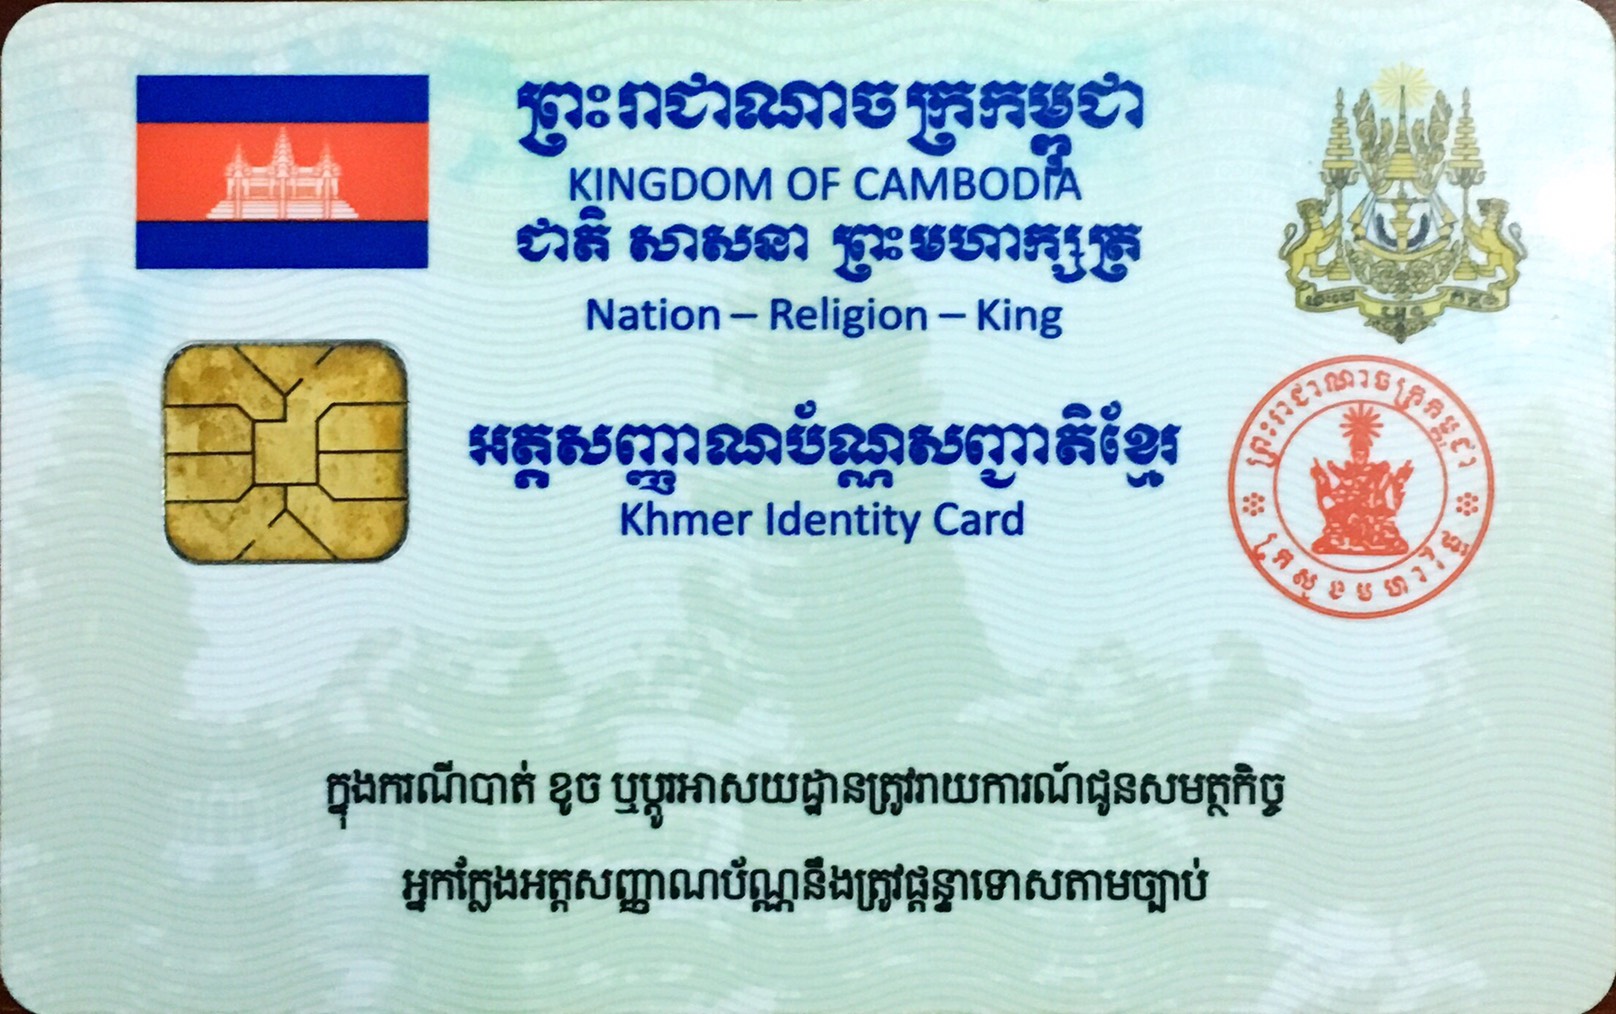 ព្រះរាជាណាចក្រកម្ពុជា
KINGDOM OF CAMBODIA
ជាតិ សាសនា ព្រះមហាក្សត្រ
Nation – Religion – King
អត្តសញ្ញាណប័ណ្ណសញ្ជាតិខ្មែរ
Khmer Identity Card
ព្រះរាជាណាចក្រកម្ពុជា
ក្រសួងមហាផ្ទៃ
ក្នុងករណីបាត់ ខូច ឬប្តូរអាសយដ្ឋានត្រូវរាយការណ៍ជូនសមត្ថកិច្ច
អ្នកក្លែងអត្តសញ្ញាណប័ណ្ណនឹងត្រូវផ្តន្ទាទោសតាមច្បាប់